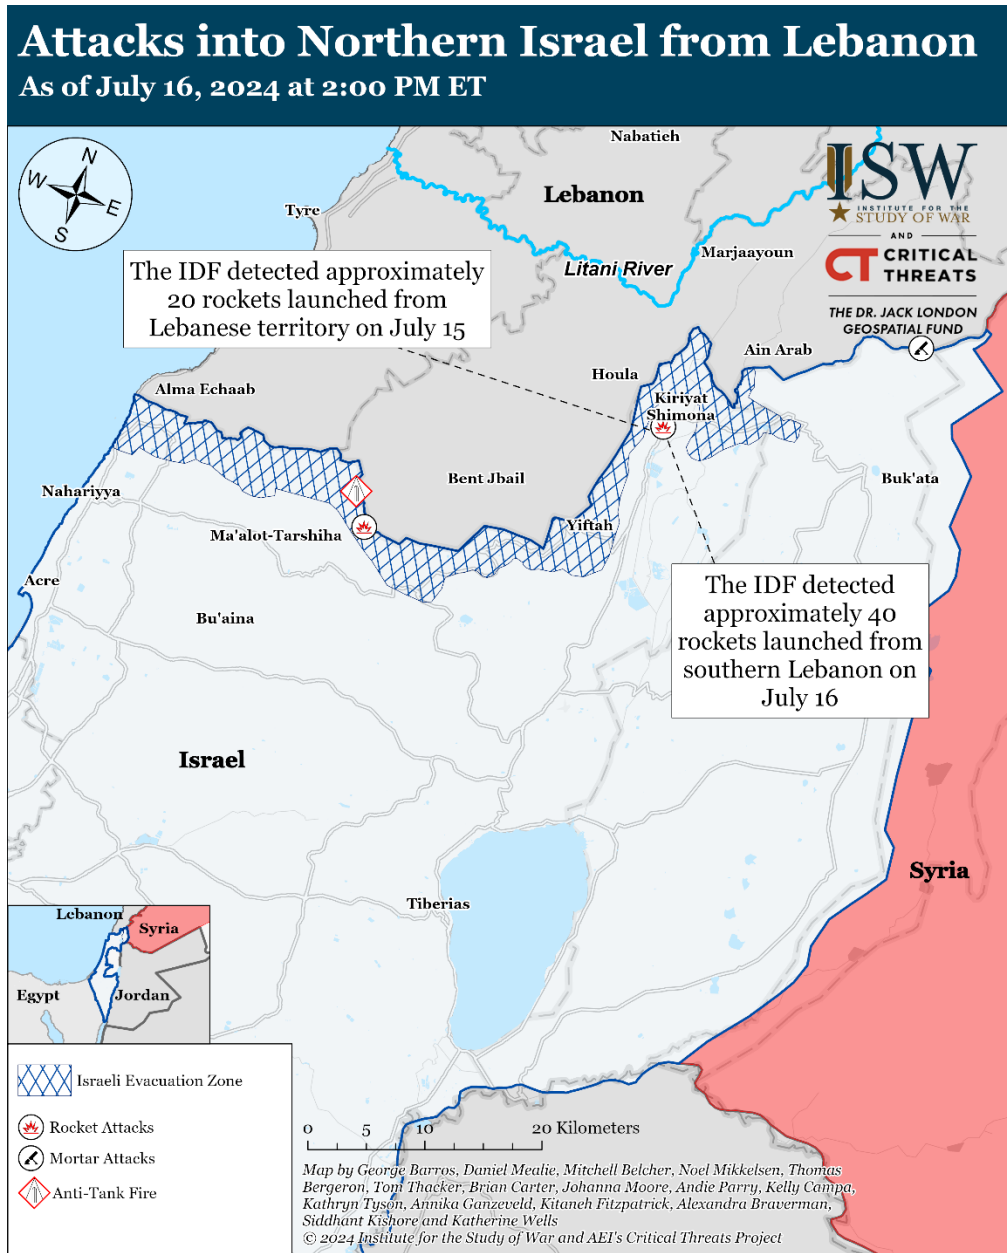 Attacks into Northern Israel from Lebanon
As of July 16, 2024 at 2:00 PM ET
N
W
E
S
Nabatieh
Lebanon
Tyre
Litani River
Marjaayoun
ISW
INSTITUTE FOR THE
STUDY OF WAR
AND
CT CRITICAL
THREATS
THE DR. JACK LONDON
GEOSPATIAL FUND
The IDF detected approximately
20 rockets launched from
Lebanese territory on July 15
Ain Arab
Houla
Alma Echaab
Kiriyat
Shimona
Bent Jbail
Buk'ata
Nahariyya
Yiftah
Ma'alot-Tarshiha
Acre
Bu'aina
The IDF detected
approximately 40
rockets launched from
southern Lebanon on
July 16
Israel
Syria
Tiberias
Lebanon
Syria
Egypt
Jordan
Israeli Evacuation Zone
Rocket Attacks
Mortar Attacks
Anti-Tank Fire
0 5 10 20 Kilometers
Map by George Barros, Daniel Mealie, Mitchell Belcher, Noel Mikkelsen, Thomas
Bergeron, Tom Thacker, Brian Carter, Johanna Moore, Andie Parry, Kelly Campa,
Kathryn Tyson, Annika Ganzeveld, Kitaneh Fitzpatrick, Alexandra Braverman,
Siddhant Kishore and Katherine Wells
© 2024 Institute for the Study of War and AEI's Critical Threats Project